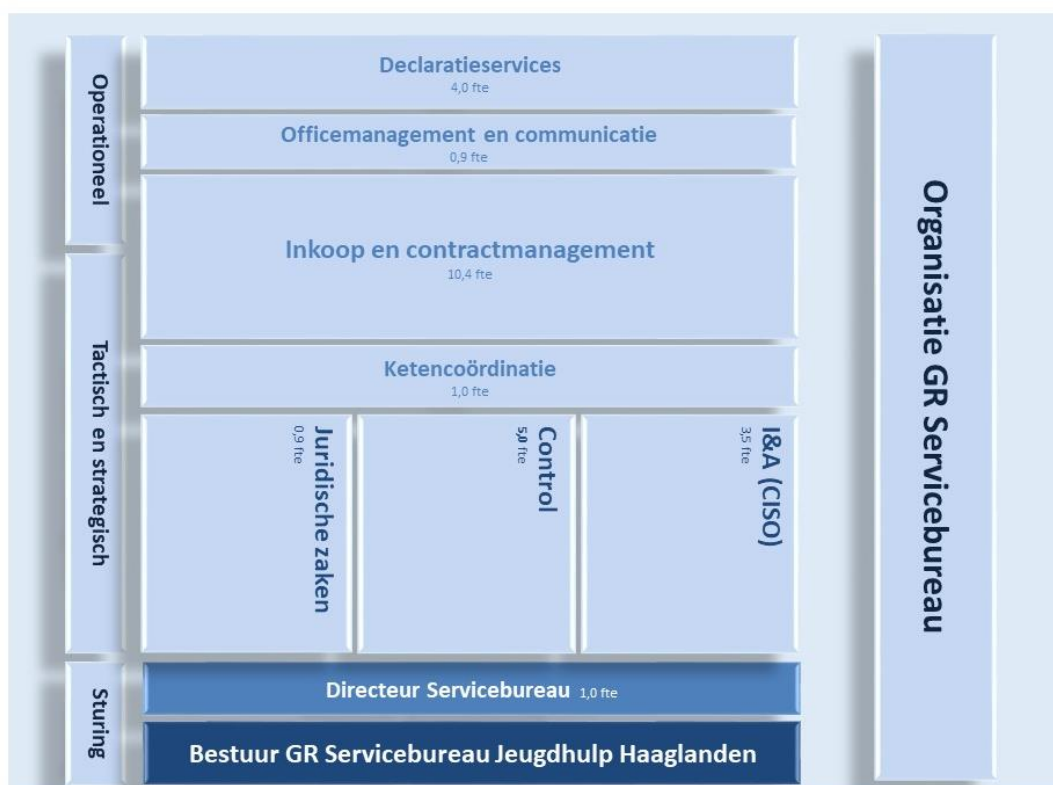 Operationeel
Declaratieservices
4,0 fte
Officemanagement en communicatie
0,9 fte
Inkoop en contractmanagement
10,4 fte
Tactisch en strategisch
Ketencoördinatie
1,0 fte
Juridische zaken
0,9 fte
Control
5,0 fte
I&A (CISO)
3,5 fte
Sturing
Directeur Servicebureau 1,0 fte
Bestuur GR Servicebureau Jeugdhulp Haaglanden
Organisatie GR Servicebureau